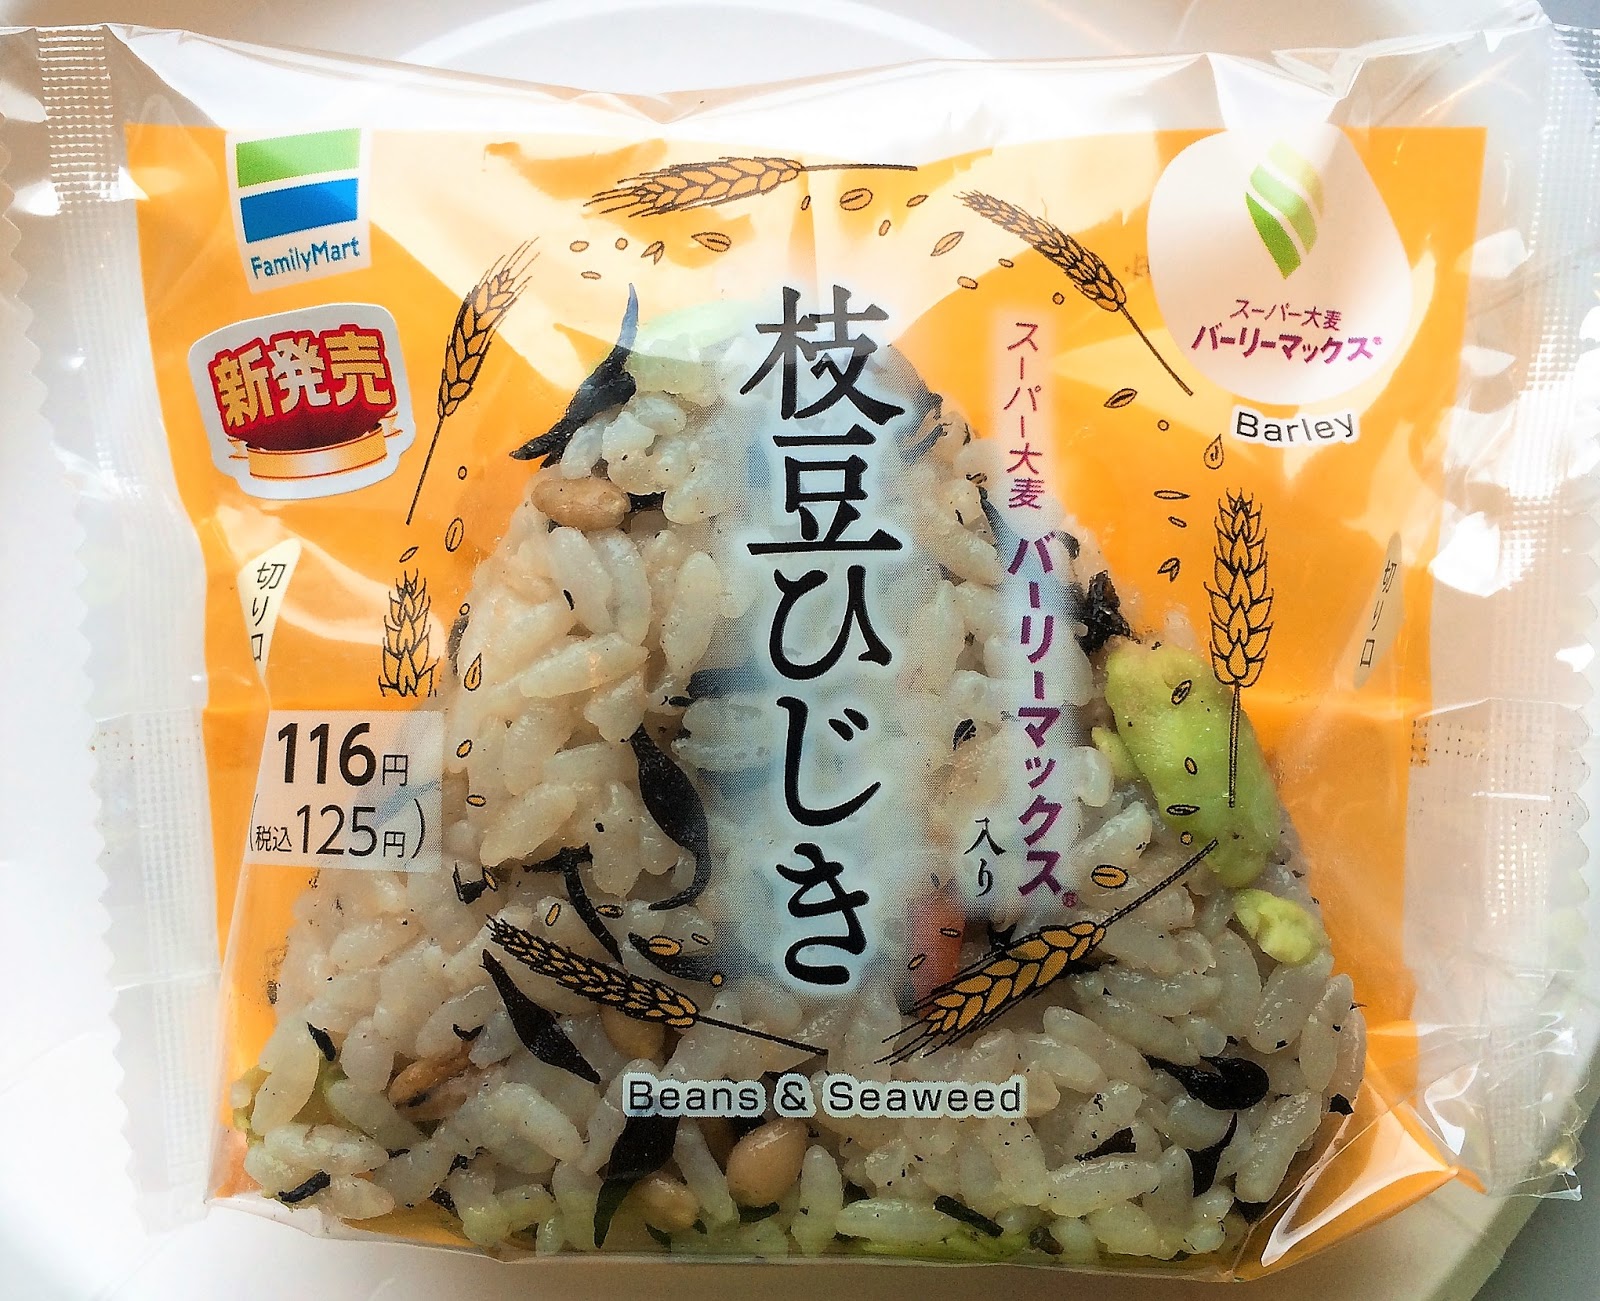 FamilyMart
新発売
スーパー大麦
バーリーマックス®
Barley
枝豆ひじき
スーパー大麦 バーリーマックス®
入り
切り口
切り口
116円
(税込125円)
Beans & Seaweed